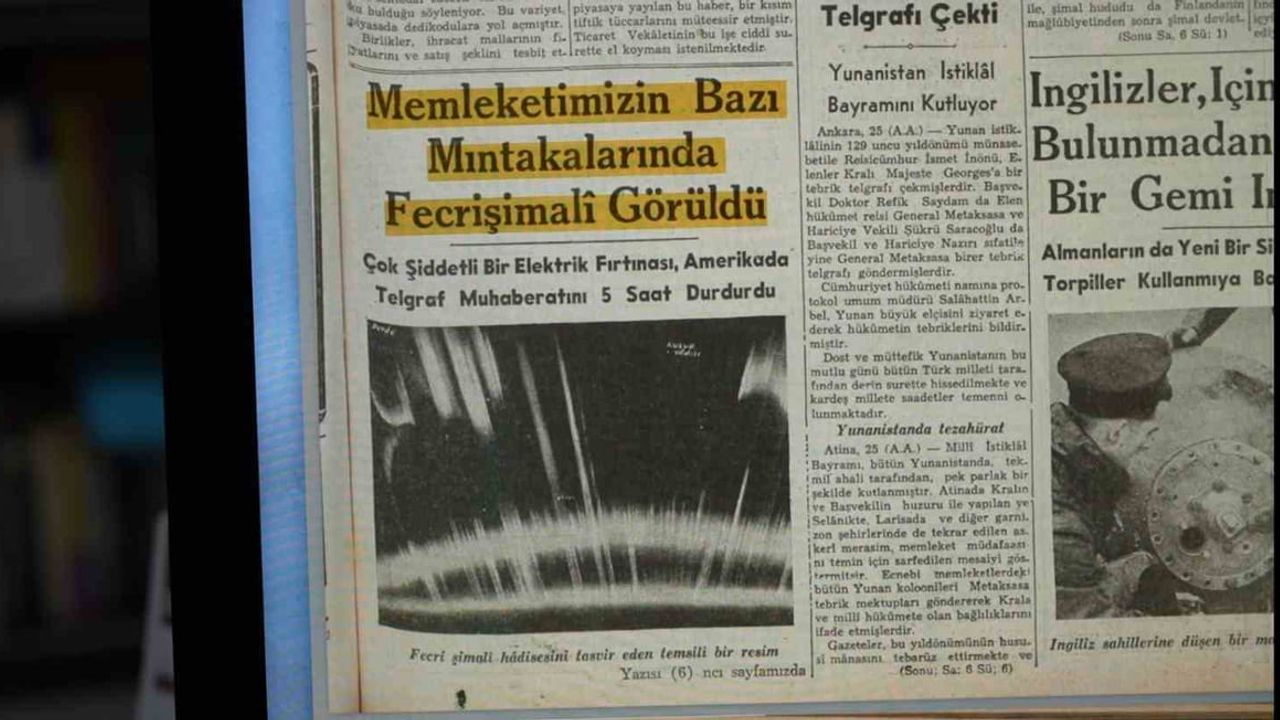 bulduğu söyleniyor. Bu vaziyet,
piyasada dedikodulara yol açmıştır.
Birlikler, ihracat mallarının fi-
yatlarını ve satış şeklini tesbit et-
piyasaya yayılan bu haber, bir kısım
tiftik tüccarlarını müteessir etmiştir.
Ticaret Vekâletinin bu işe ciddi su-
rette el koyması istenilmektedir.
Memleketimizin Bazı
Mıntakalarında
Fecrişimalî Görüldü
Çok Şiddetli Bir Elektrik Fırtınası, Amerikada
Telgraf Muhaberatını 5 Saat Durdurdu
Fecri şimali hâdisesini tasvir eden temsili bir resim
Yazısı (6) ncı sayfamızda
Telgrafı Çekti
Yunanistan İstiklâl
Bayramını Kutluyor
Ankara, 25 (A.A.) — Yunan istik-
lâlinin 129 uncu yıldönümü münase-
betile Reisicümhur İsmet İnönü, E-
lenler Kralı Majeste Georges'a bir
tebrik telgrafı çekmişlerdir. Başve-
kil Doktor Refik Saydam da Elen
hükûmet reisi General Metaksasa ve
Hariciye Vekili Şükrü Saracoğlu da
Başvekil ve Hariciye Nazırı sıfatile
yine General Metaksasa birer tebrik
telgrafı göndermişlerdir.
Cümhuriyet hükûmeti namına pro-
tokol umum müdürü Salâhattin Ar-
bel, Yunan büyük elçisini ziyaret e-
derek hükûmetin tebriklerini bildir-
miştir.
Dost ve müttefik Yunanistanın bu
mutlu günü bütün Türk milleti tara-
fından derin surette hissedilmekte ve
kardeş millete saadetler temenni o-
lunmaktadır.
Yunanistanda tezahürat
Atina, 25 (A.A.) — Millî İstiklâl
Bayramı, bütün Yunanistanda, tek-
mil ahali tarafından, pek parlak bir
şekilde kutlanmıştır. Atinada Kralın
ve Başvekilin huzuru ile yapılan ve
Selânikte, Larisada ve diğer garni-
zon şehirlerinde de tekrar edilen as-
kerî merasim, memleket müdafaası-
nı temin için sarfedilen mesaiyi gös-
termitşir. Ecnebi memleketlerdeki
bütün Yunan koloonileri Metaksasa
tebrik mektupları göndererek Krala
ve millî hükûmete olan bağlılıklarını
ifade etmişlerdir.
Gazeteler, bu yıldönümünün husu-
sî mânasını tebarüz ettirmekte ve
(Sonu; Sa: 6 Sü; 6)
ile, şimal hududu da Finlandanın
mağlûbiyetinden sonra şimal devlet-
(Sonu Sa. 6 Sü: 1)
Ingilizler, Için
Bulunmadan
Bir Gemi
Almanların da Yeni Bir
Torpiller Kullanmıya
Ingiliz sahillerine düşen bir